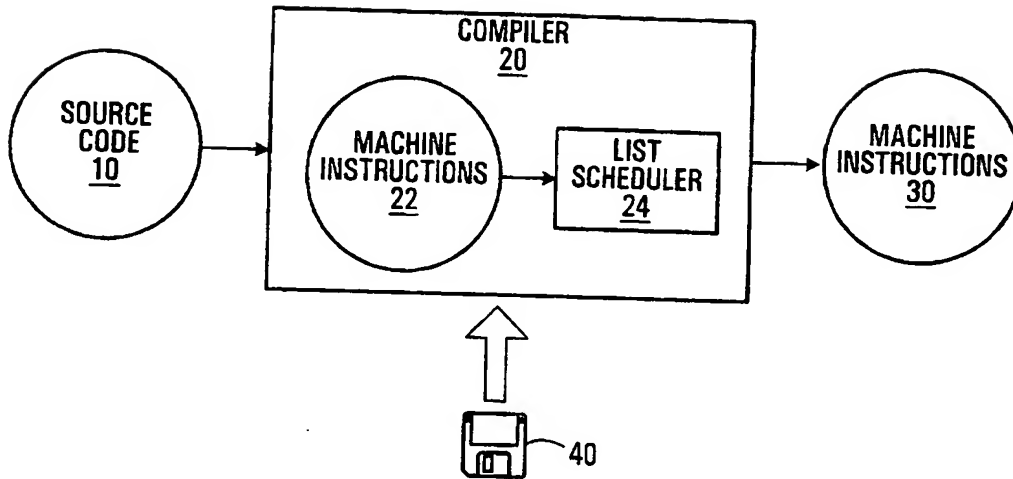 COMPILER
20
SOURCE
CODE
10
MACHINE
INSTRUCTIONS
22
LIST
SCHEDULER
24
MACHINE
INSTRUCTIONS
30
40